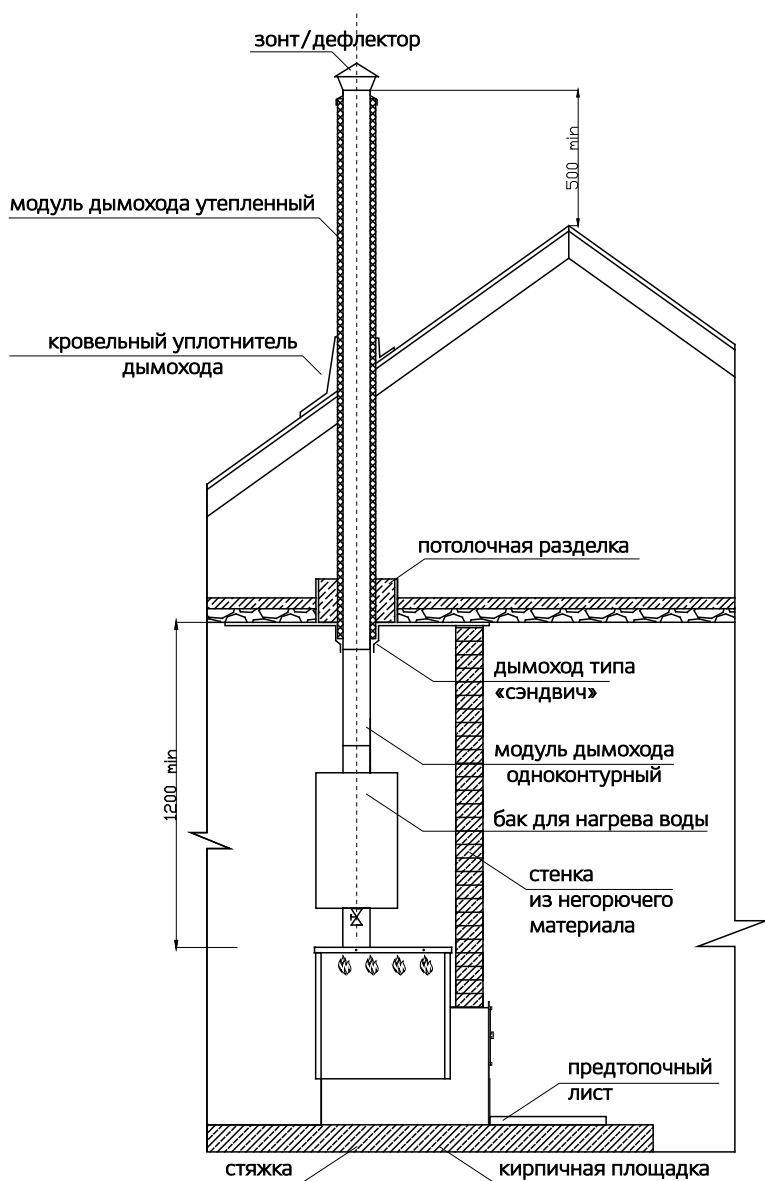 зонт/дефлектор
500 min
модуль дымохода утепленный
кровельный уплотнитель
дымохода
потолочная разделка
дымоход типа
«сэндвич»
модуль дымохода
одноконтурный
1200 min
бак для нагрева воды
стенка
из негорючего
материала
предтопочный
лист
стяжка
кирпичная площадка